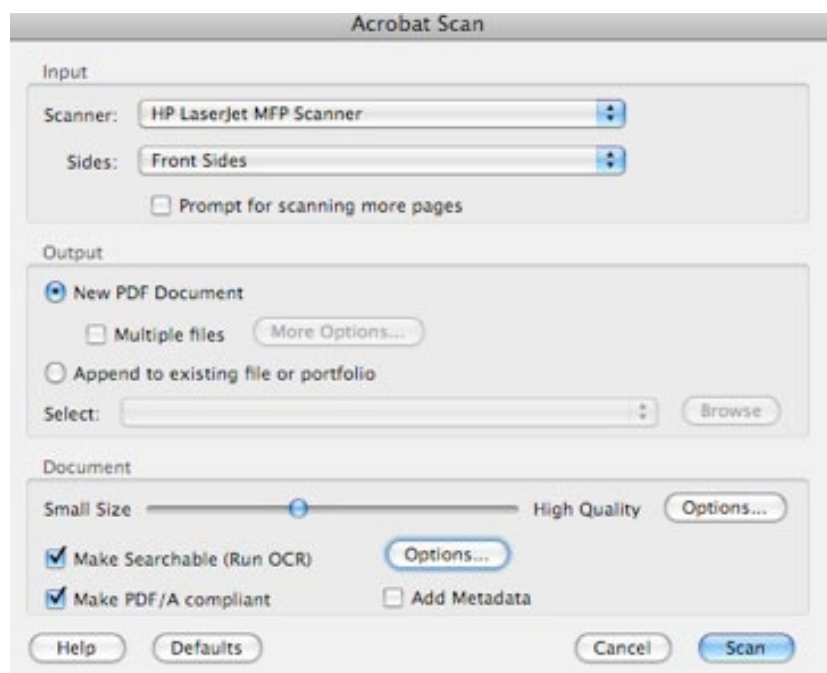 Acrobat Scan
Input
Scanner: HP LaserJet MFP Scanner
Sides: Front Sides
Prompt for scanning more pages
Output
New PDF Document
Multiple files More Options...
Append to existing file or portfolio
Select: Browse
Document
Small Size High Quality Options...
Make Searchable (Run OCR) Options...
Make PDF/A compliant Add Metadata
Help Defaults Cancel Scan